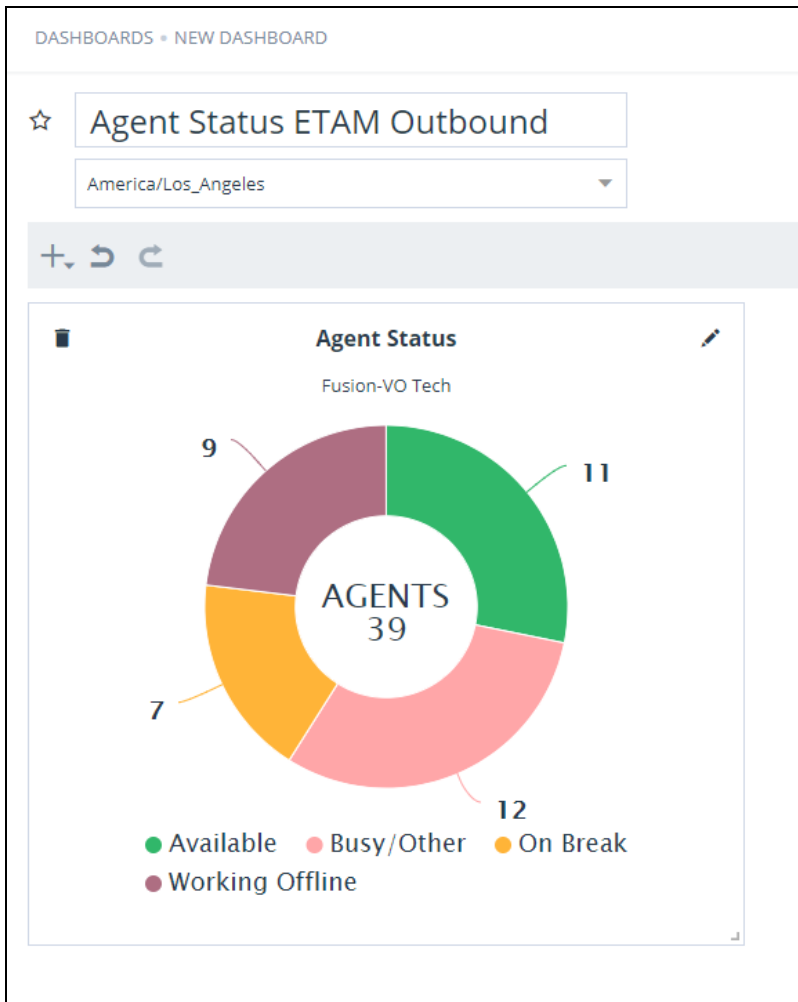 DASHBOARDS • NEW DASHBOARD
Agent Status ETAM Outbound
America/Los_Angeles
Agent Status
Fusion-VO Tech
9
11
AGENTS
39
7
12
Available Busy/Other On Break
Working Offline